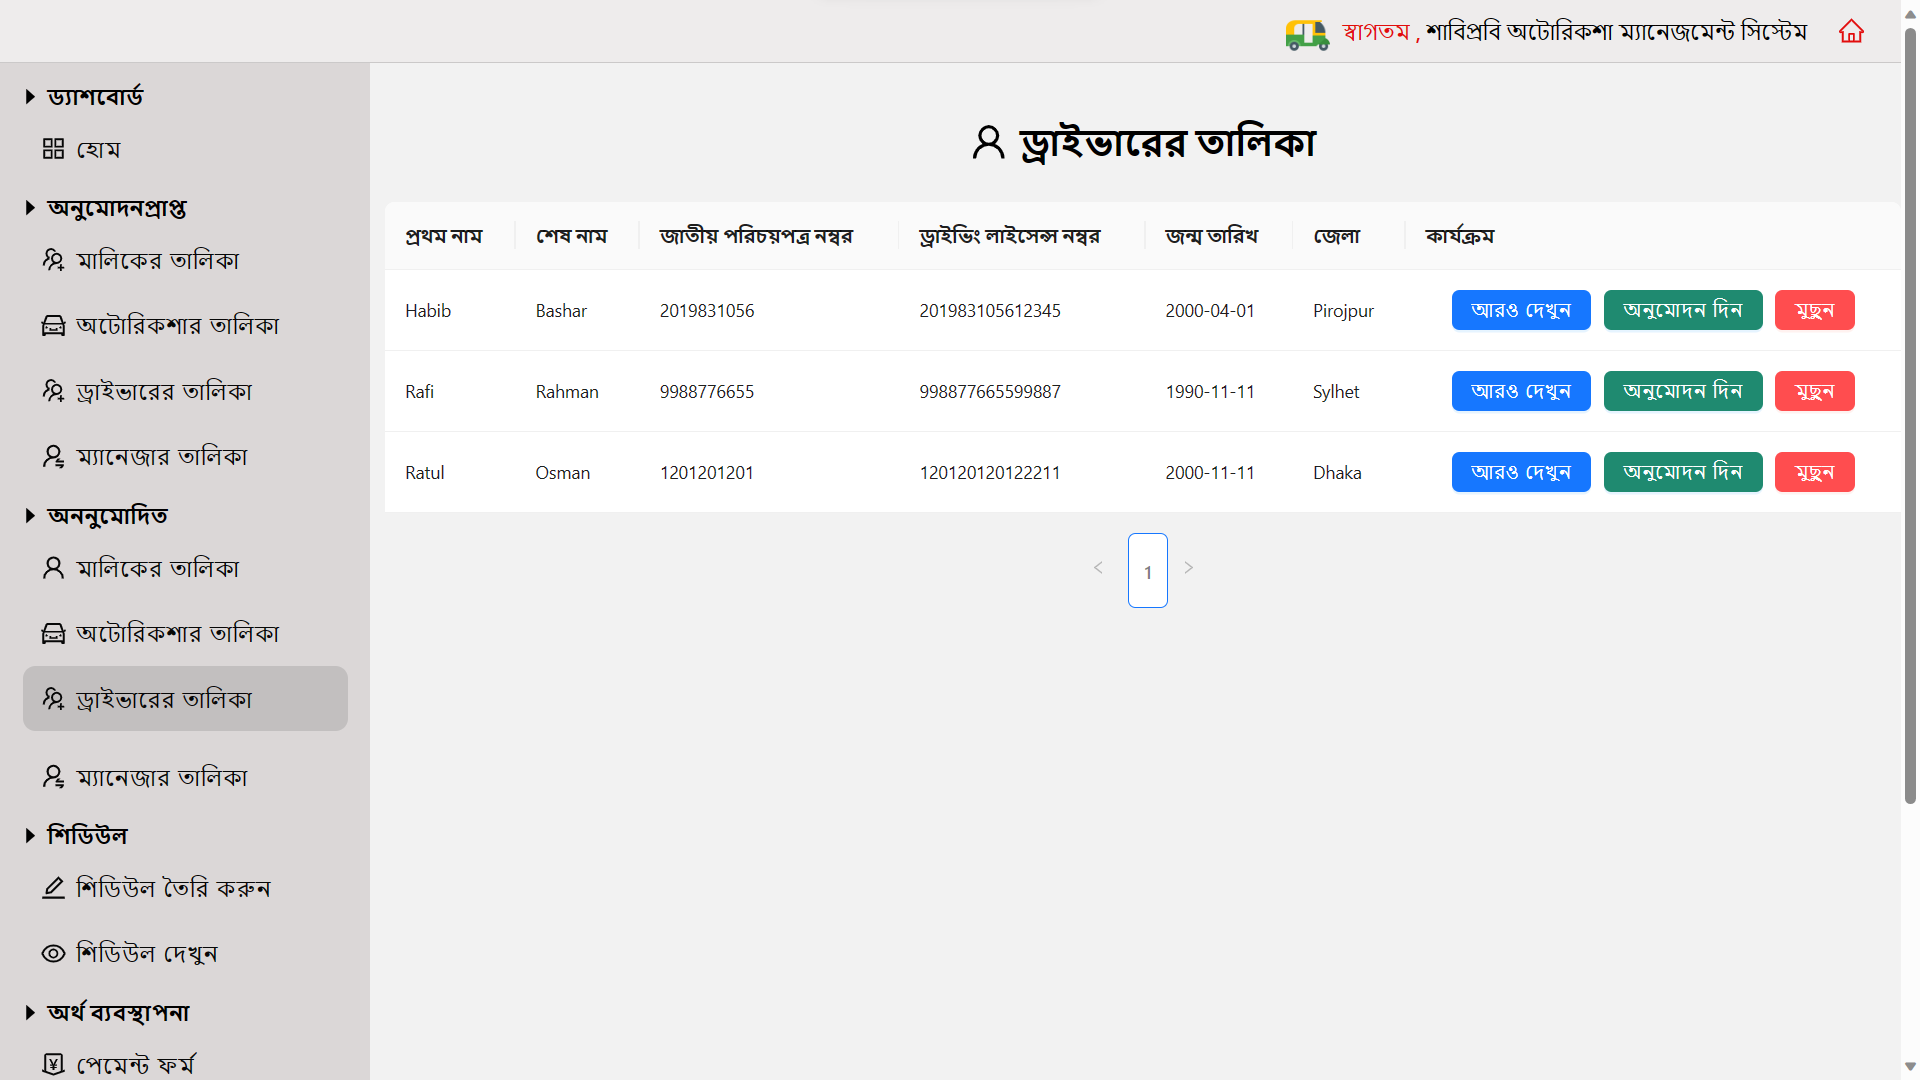 স্বাগতম , শাবিপ্রবি অটোরিকশা ম্যানেজমেন্ট সিস্টেম
ড্যাশবোর্ড
হোম
অনুমোদনপ্রাপ্ত
মালিকের তালিকা
অটোরিকশার তালিকা
ড্রাইভারের তালিকা
ম্যানেজার তালিকা
অননুমোদিত
মালিকের তালিকা
অটোরিকশার তালিকা
ড্রাইভারের তালিকা
ম্যানেজার তালিকা
শিডিউল
শিডিউল তৈরি করুন
শিডিউল দেখুন
অর্থ ব্যবস্থাপনা
পেমেন্ট ফর্ম
ড্রাইভারের তালিকা
প্রথম নাম শেষ নাম জাতীয় পরিচয়পত্র নম্বর ড্রাইভিং লাইসেন্স নম্বর জন্ম তারিখ জেলা কার্যক্রম
Habib Bashar 2019831056 201983105612345 2000-04-01 Pirojpur আরও দেখুন অনুমোদন দিন মুছুন
Rafi Rahman 9988776655 998877665599887 1990-11-11 Sylhet আরও দেখুন অনুমোদন দিন মুছুন
Ratul Osman 1201201201 120120120122211 2000-11-11 Dhaka আরও দেখুন অনুমোদন দিন মুছুন
1